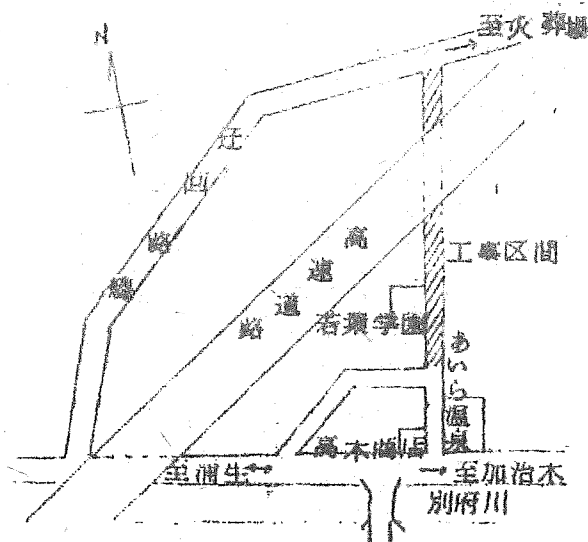 N
至火葬場
迂回路線
高速道路
工事区間
若葉学園
あいら温泉
高木商店
至蒲生
至加治木
別府川